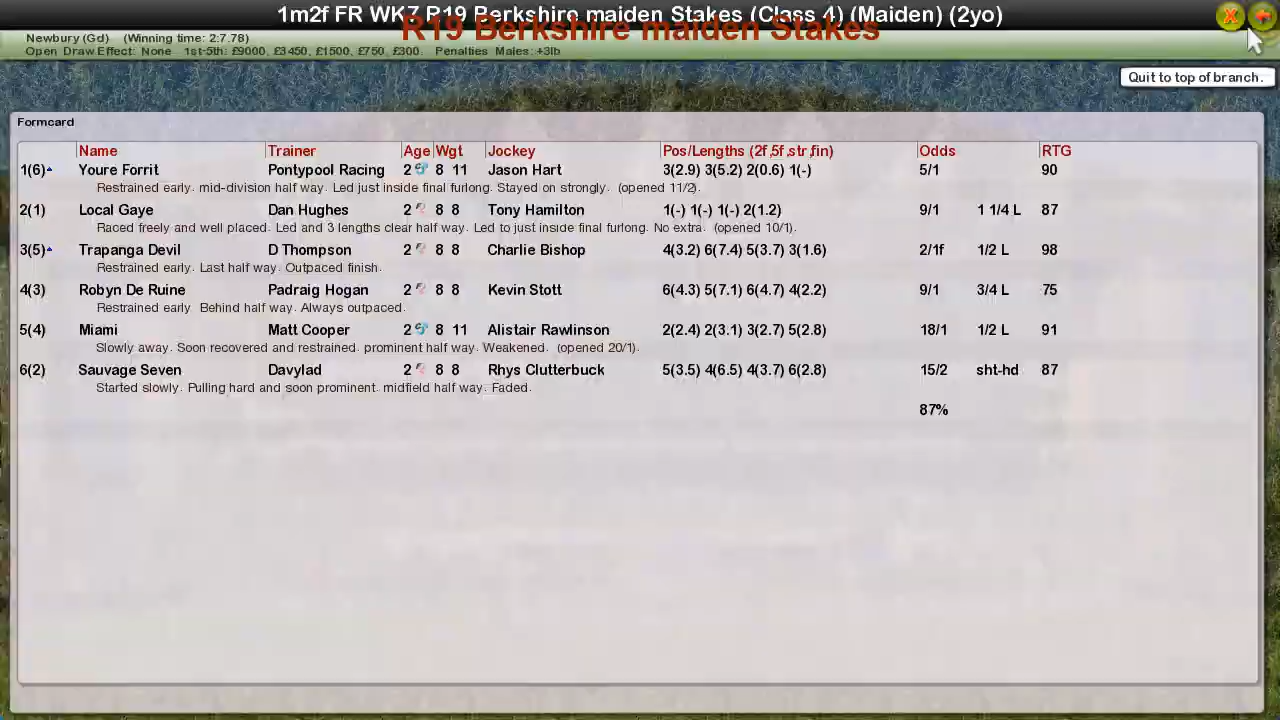 1m2f FR WK7 R19 Berkshire maiden Stakes (Class 4) (Maiden) (2yo)
R19 Berkshire maiden Stakes
X
Newbury (Gd) (Winning time: 2:7.78)
Open Draw Effect: None 1st-5th: £9000, £3450, £1500, £750, £300. Penalties Males: +3lb
Quit to top of branch.
Formcard
Name Trainer Age Wgt Jockey Pos/Lengths (2f,5f,str,fin) Odds RTG
1(6) Youre Forrit Pontypool Racing 2 8 11 Jason Hart 3(2.9) 3(5.2) 2(0.6) 1(-) 5/1 90
Restrained early. mid-division half way. Led just inside final furlong. Stayed on strongly. (opened 11/2).
2(1) Local Gaye Dan Hughes 2 8 8 Tony Hamilton 1(-) 1(-) 1(-) 2(1.2) 9/1 1 1/4 L 87
Raced freely and well placed. Led and 3 lengths clear half way. Led to just inside final furlong. No extra. (opened 10/1).
3(5) Trapanga Devil D Thompson 2 8 8 Charlie Bishop 4(3.2) 6(7.4) 5(3.7) 3(1.6) 2/1f 1/2 L 98
Restrained early. Last half way. Outpaced finish.
4(3) Robyn De Ruine Padraig Hogan 2 8 8 Kevin Stott 6(4.3) 5(7.1) 6(4.7) 4(2.2) 9/1 3/4 L 75
Restrained early Behind half way. Always outpaced.
5(4) Miami Matt Cooper 2 8 11 Alistair Rawlinson 2(2.4) 2(3.1) 3(2.7) 5(2.8) 18/1 1/2 L 91
Slowly away. Soon recovered and restrained. prominent half way. Weakened. (opened 20/1).
6(2) Sauvage Seven Davylad 2 8 8 Rhys Clutterbuck 5(3.5) 4(6.5) 4(3.7) 6(2.8) 15/2 sht-hd 87
Started slowly. Pulling hard and soon prominent. midfield half way. Faded.
87%